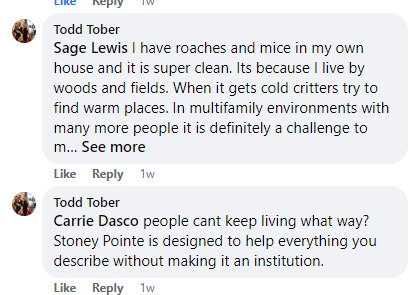 Like Reply 1w
Todd Tober
Sage Lewis I have roaches and mice in my own
house and it is super clean. Its because I live by
woods and fields. When it gets cold critters try to
find warm places. In multifamily environments with
many more people it is definitely a challenge to
m... See more
Like Reply 1w
Todd Tober
Carrie Dasco people cant keep living what way?
Stoney Pointe is designed to help everything you
describe without making it an institution.
Like Reply 1w